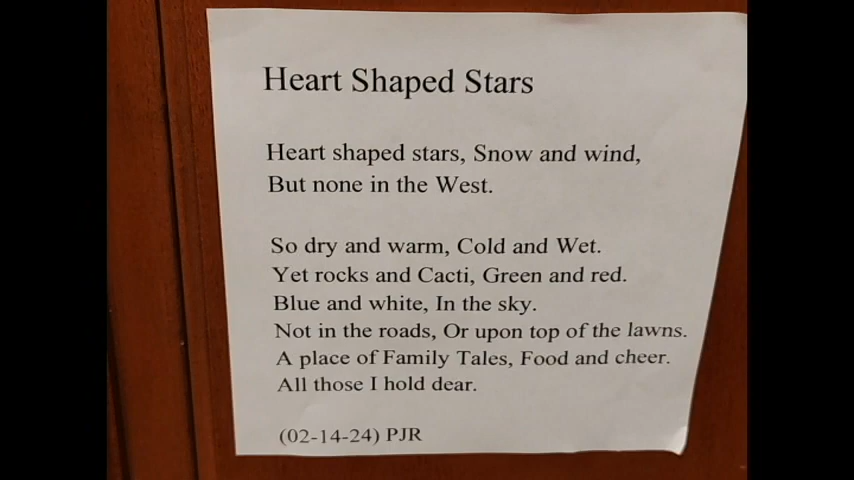 Heart Shaped Stars
Heart shaped stars, Snow and wind,
But none in the West.
So dry and warm, Cold and Wet.
Yet rocks and Cacti, Green and red.
Blue and white, In the sky.
Not in the roads, Or upon top of the lawns.
A place of Family Tales, Food and cheer.
All those I hold dear.
(02-14-24) PJR